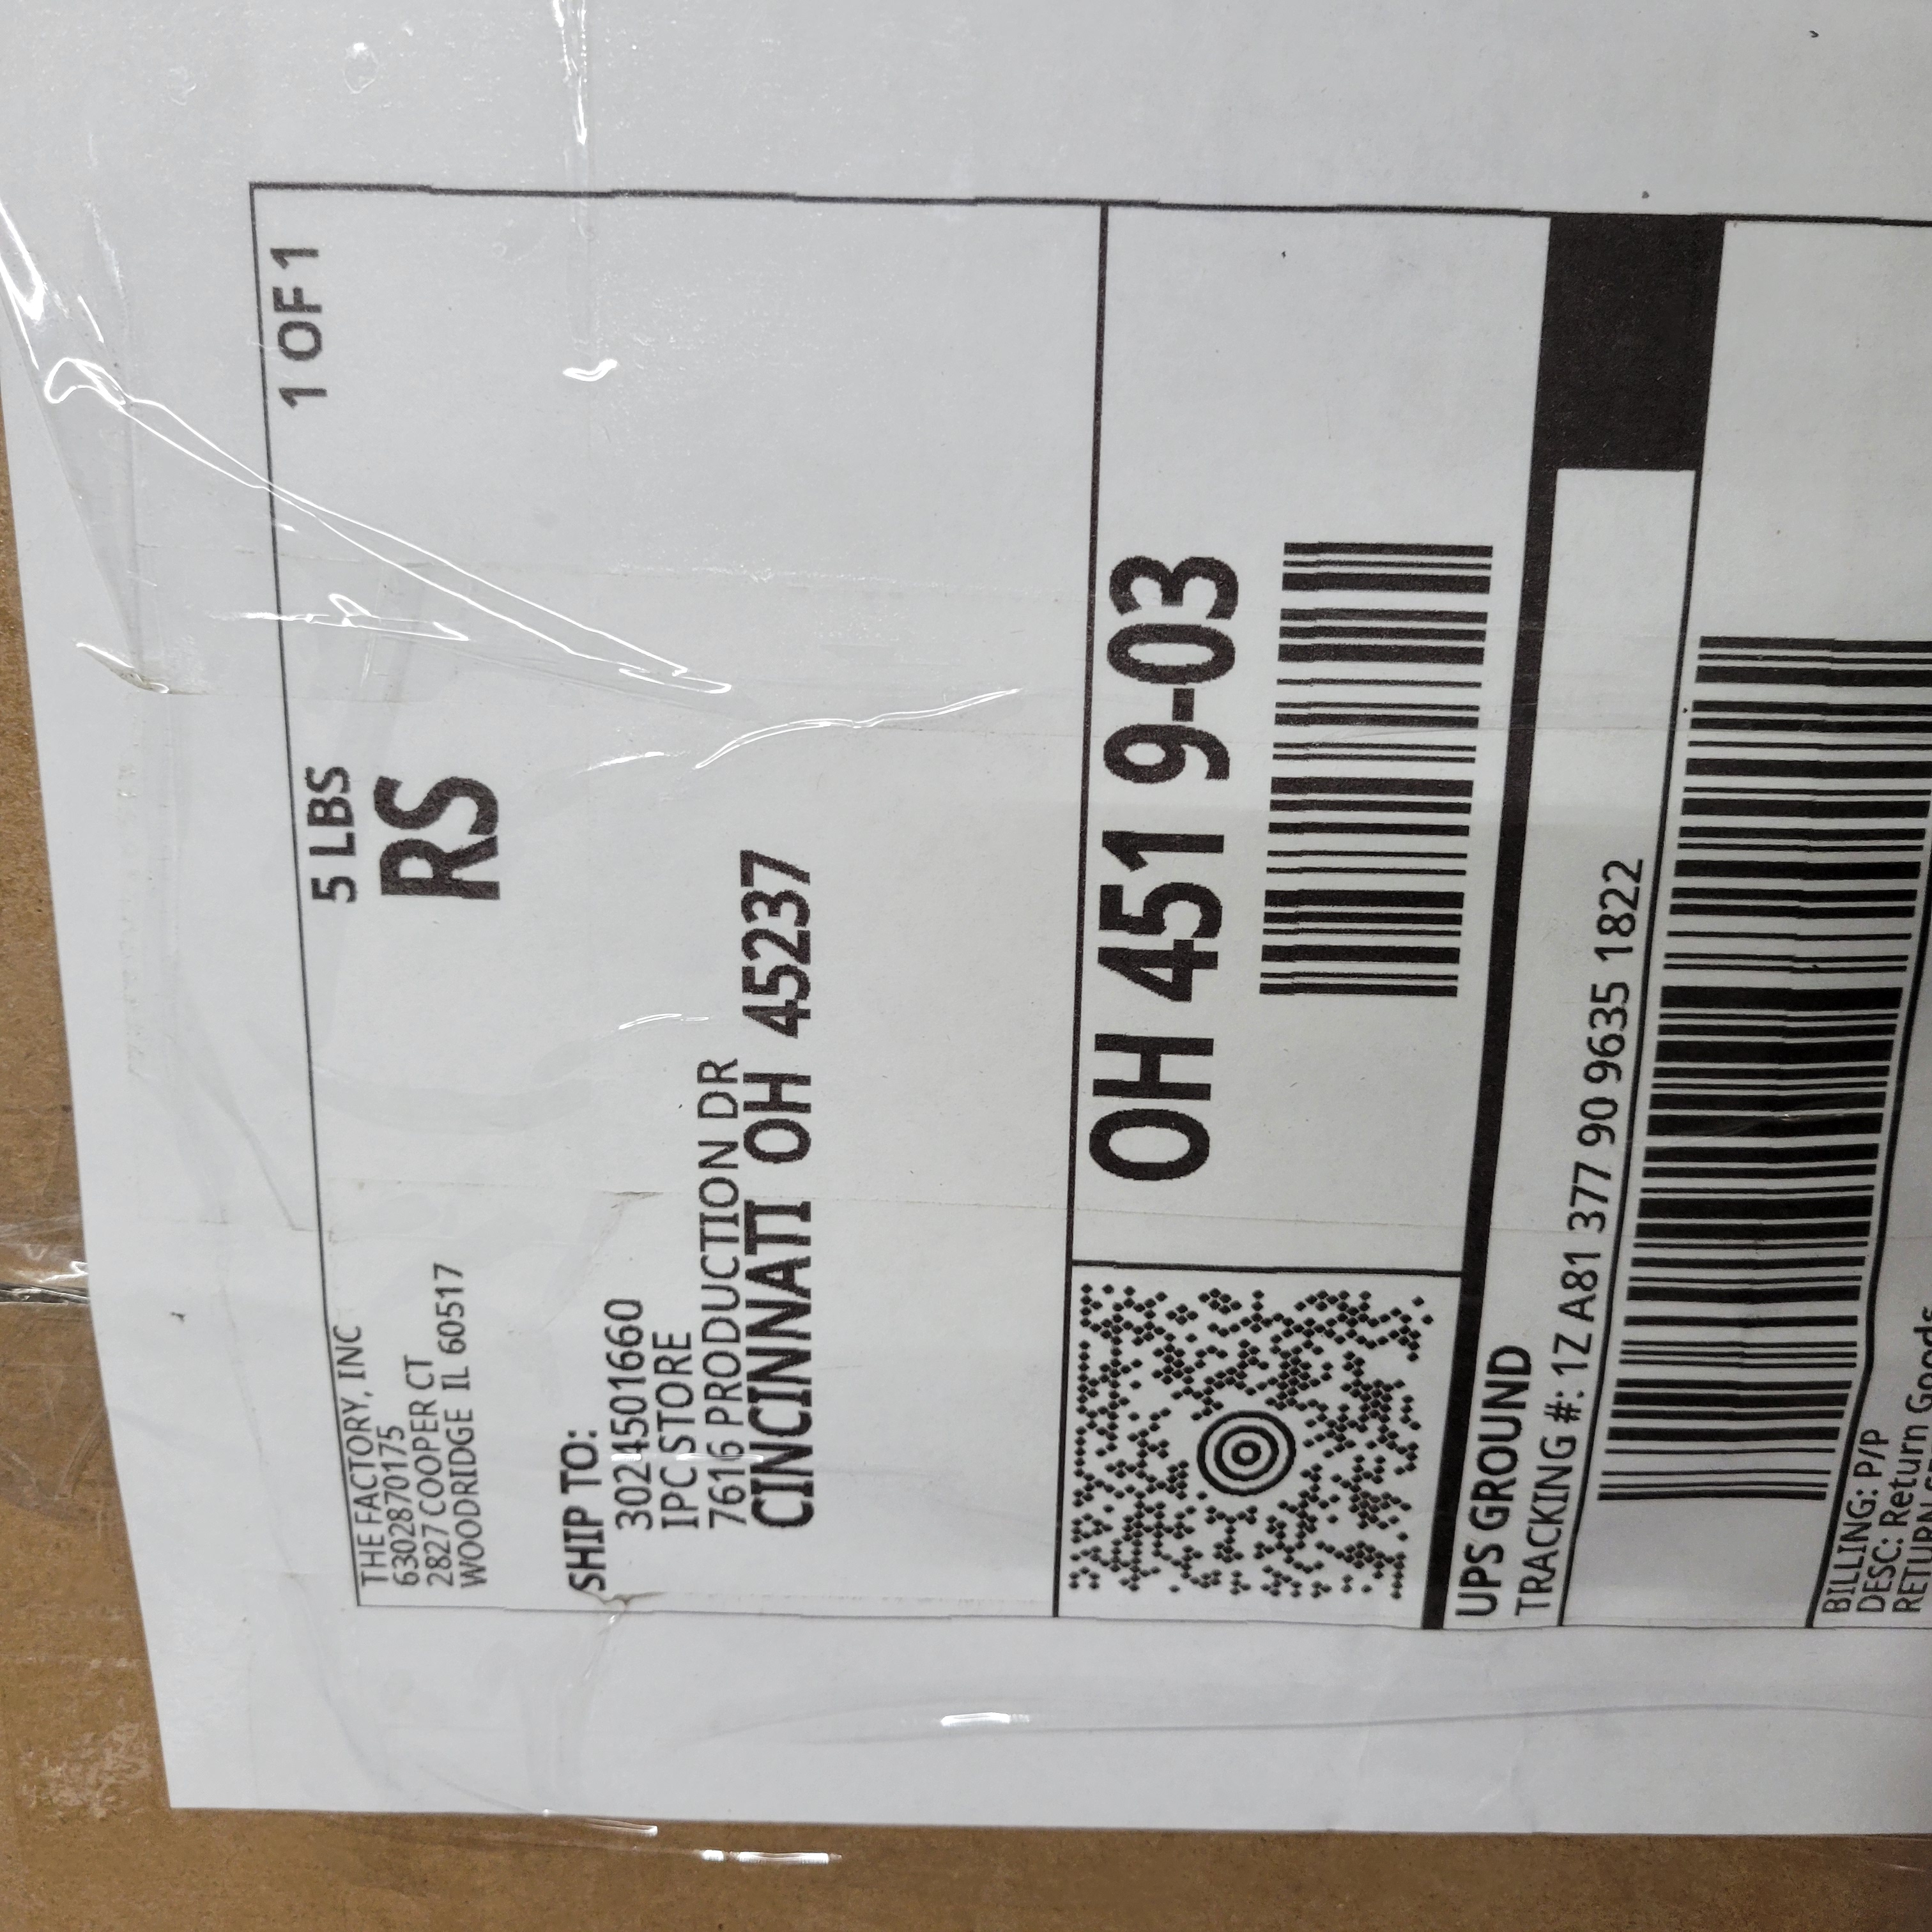 THE FACTORY, INC
6302870175
2827 COOPER CT
WOODRIDGE IL 60517
5 LBS
1 OF 1
RS
SHIP TO:
3024501660
IPC STORE
7616 PRODUCTION DR
CINCINNATI OH 45237
OH 451 9-03
UPS GROUND
TRACKING #: 1Z A81 377 90 9635 1822
BILLING: P/P
DESC: Return Goods
RETURN